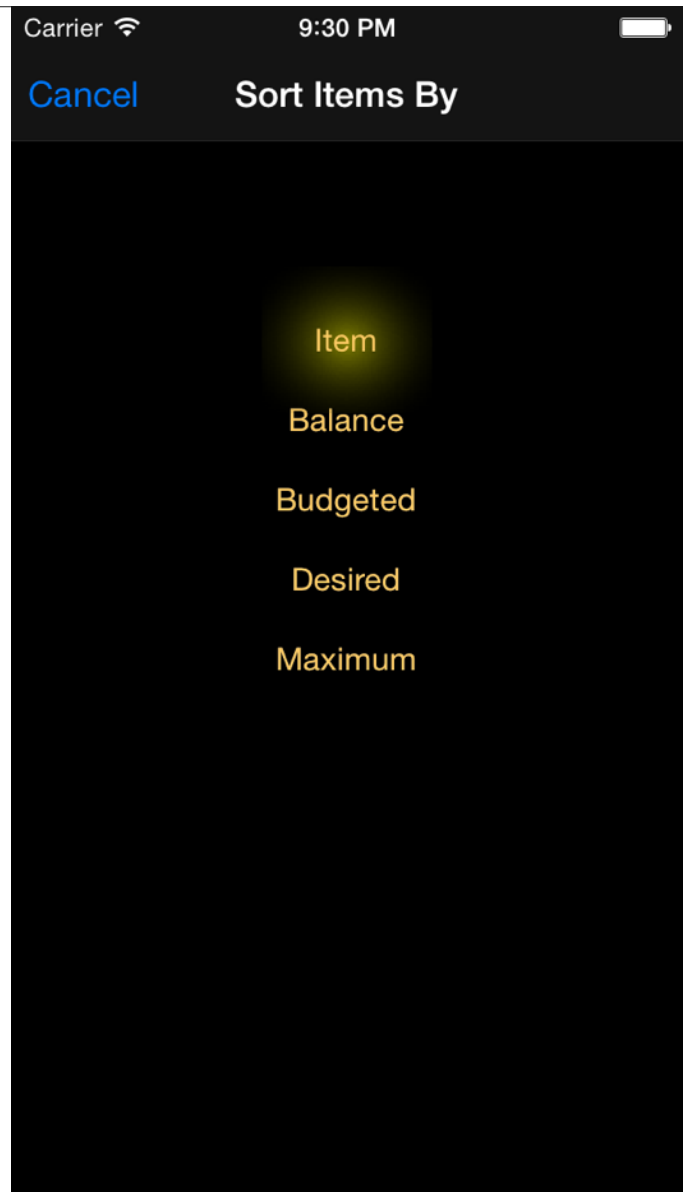 Carrier 9:30 PM
Cancel Sort Items By
Item
Balance
Budgeted
Desired
Maximum